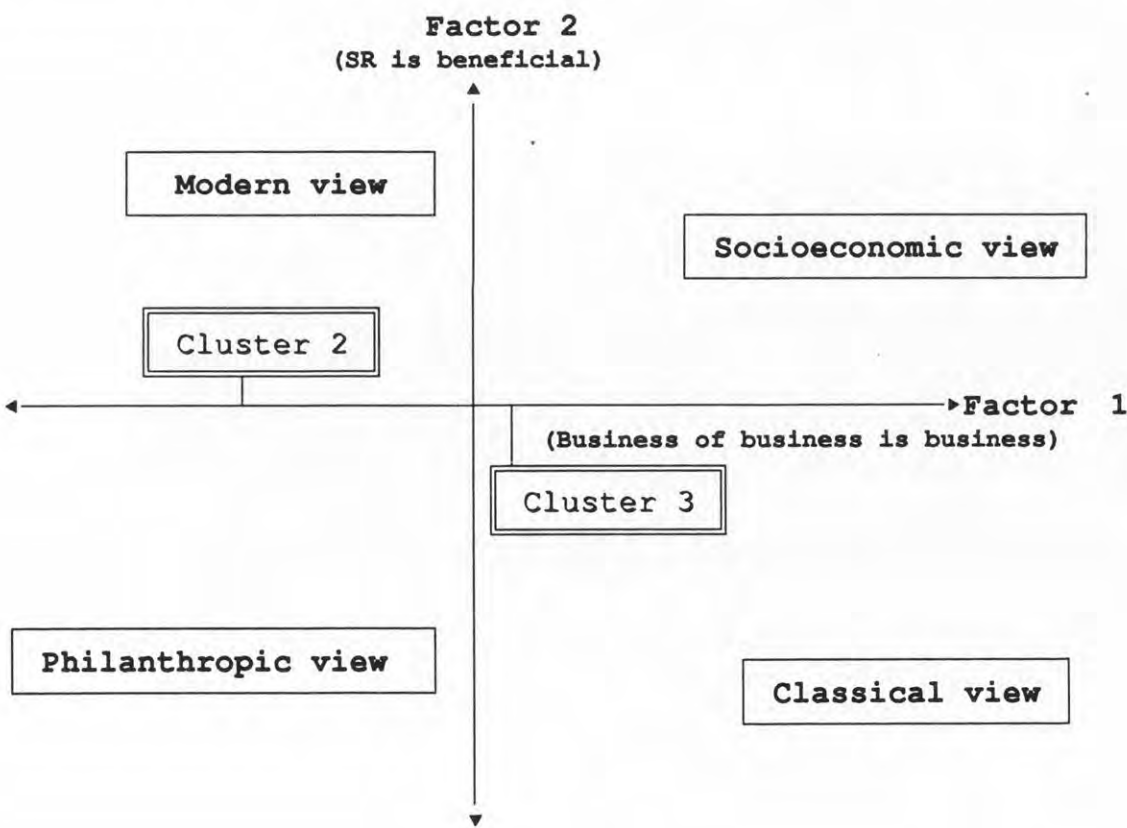 Factor 2
(SR is beneficial)
Modern view
Socioeconomic view
Cluster 2
Factor 1
(Business of business is business)
Cluster 3
Philanthropic view
Classical view